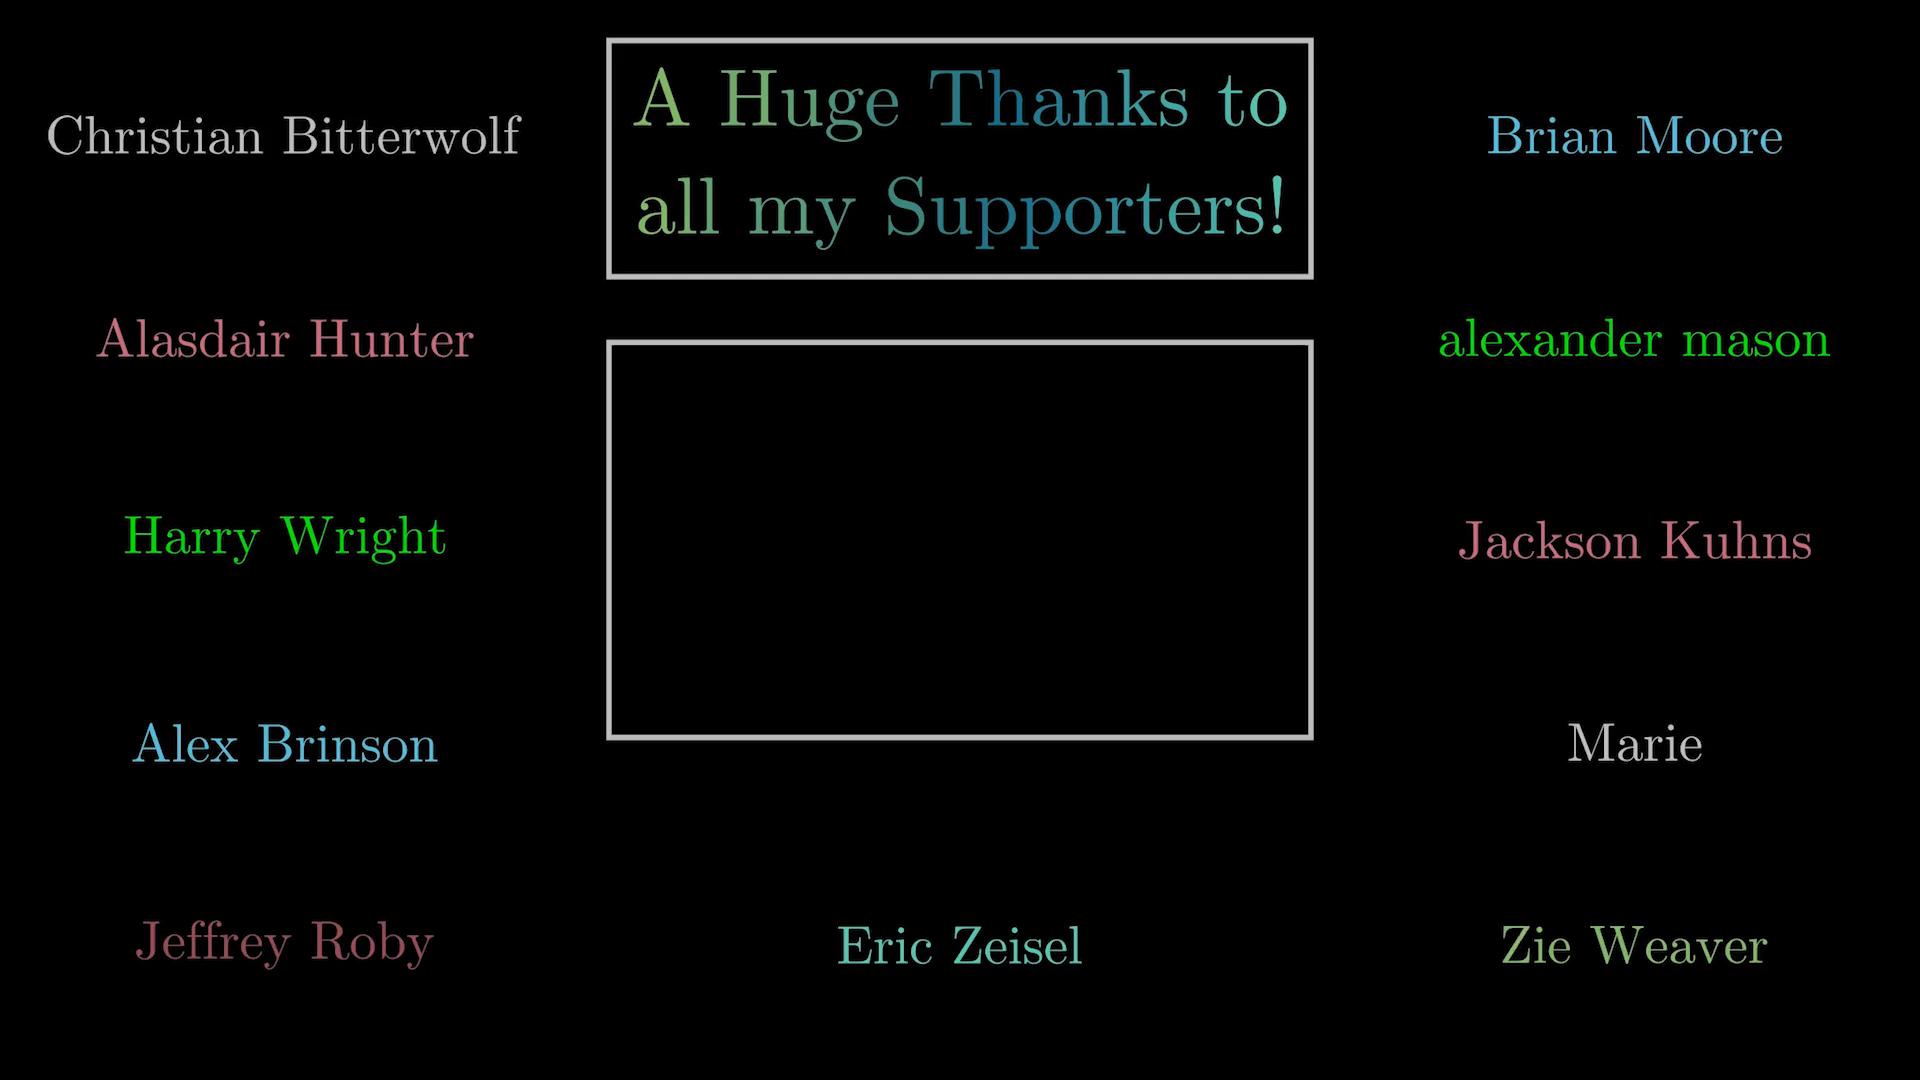 A Huge Thanks to
all my Supporters!
Christian Bitterwolf
Brian Moore
Alasdair Hunter
alexander mason
Harry Wright
Jackson Kuhns
Alex Brinson
Marie
Jeffrey Roby
Eric Zeisel
Zie Weaver